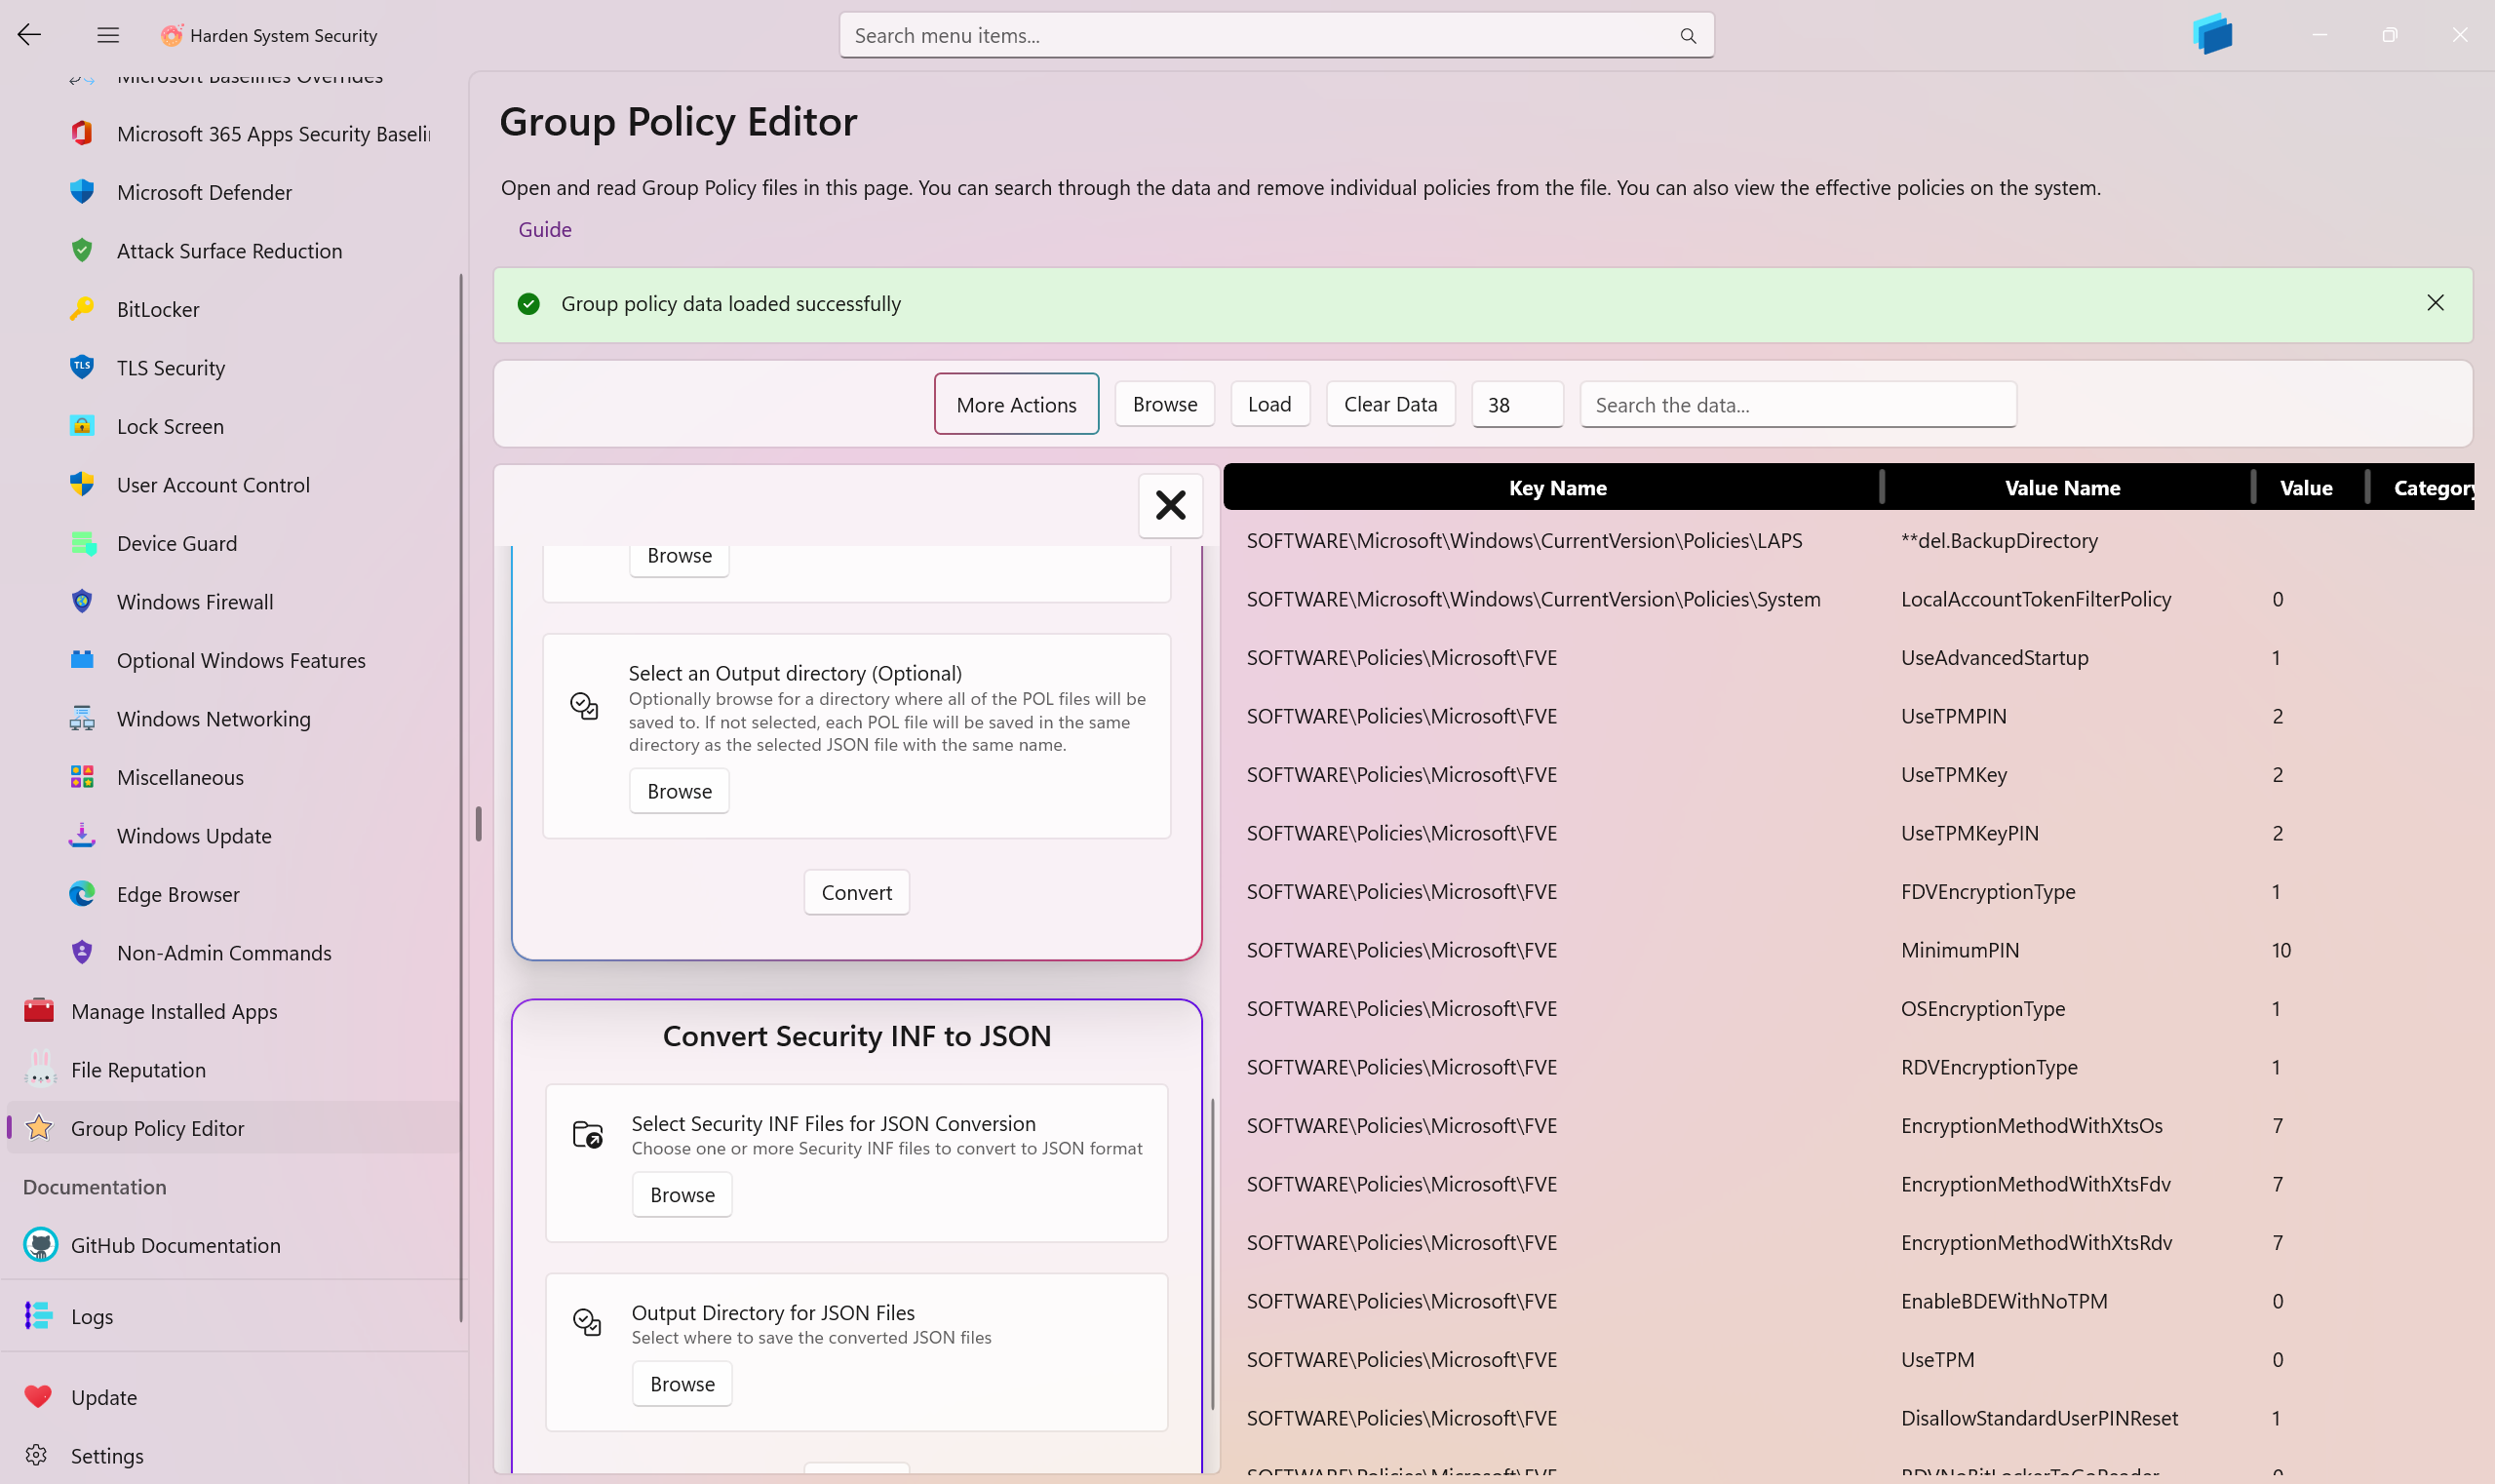 Harden System Security
Search menu items...
Microsoft Baselines Overrides
Microsoft 365 Apps Security Baseli
Microsoft Defender
Attack Surface Reduction
BitLocker
TLS
TLS Security
Lock Screen
User Account Control
Device Guard
Windows Firewall
Optional Windows Features
Windows Networking
Miscellaneous
Windows Update
Edge Browser
Non-Admin Commands
Manage Installed Apps
File Reputation
Group Policy Editor
Documentation
GitHub Documentation
Logs
Update
Settings
Group Policy Editor
Open and read Group Policy files in this page. You can search through the data and remove individual policies from the file. You can also view the effective policies on the system.
Guide
Group policy data loaded successfully
More Actions
Browse
Load
Clear Data
38
Search the data...
Browse
Select an Output directory (Optional)
Optionally browse for a directory where all of the POL files will be
saved to. If not selected, each POL file will be saved in the same
directory as the selected JSON file with the same name.
Browse
Convert
Convert Security INF to JSON
Select Security INF Files for JSON Conversion
Choose one or more Security INF files to convert to JSON format
Browse
Output Directory for JSON Files
Select where to save the converted JSON files
Browse
Key Name Value Name Value Category
SOFTWARE\Microsoft\Windows\CurrentVersion\Policies\LAPS **del.BackupDirectory
SOFTWARE\Microsoft\Windows\CurrentVersion\Policies\System LocalAccountTokenFilterPolicy 0
SOFTWARE\Policies\Microsoft\FVE UseAdvancedStartup 1
SOFTWARE\Policies\Microsoft\FVE UseTPMPIN 2
SOFTWARE\Policies\Microsoft\FVE UseTPMKey 2
SOFTWARE\Policies\Microsoft\FVE UseTPMKeyPIN 2
SOFTWARE\Policies\Microsoft\FVE FDVEncryptionType 1
SOFTWARE\Policies\Microsoft\FVE MinimumPIN 10
SOFTWARE\Policies\Microsoft\FVE OSEncryptionType 1
SOFTWARE\Policies\Microsoft\FVE RDVEncryptionType 1
SOFTWARE\Policies\Microsoft\FVE EncryptionMethodWithXtsOs 7
SOFTWARE\Policies\Microsoft\FVE EncryptionMethodWithXtsFdv 7
SOFTWARE\Policies\Microsoft\FVE EncryptionMethodWithXtsRdv 7
SOFTWARE\Policies\Microsoft\FVE EnableBDEWithNoTPM 0
SOFTWARE\Policies\Microsoft\FVE UseTPM 0
SOFTWARE\Policies\Microsoft\FVE DisallowStandardUserPINReset 1
SOFTWARE\Policies\Microsoft\FVE RDVNoBitLockerToGoReader 0